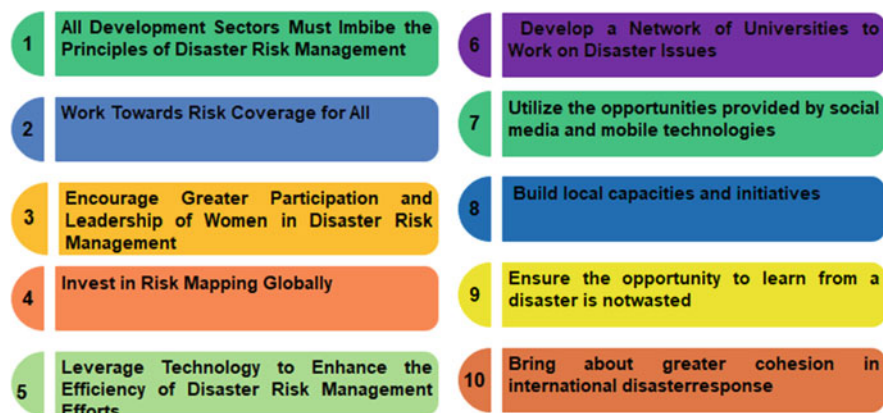 1
All Development Sectors Must Imbibe the
Principles of Disaster Risk Management
2
Work Towards Risk Coverage for All
3
Encourage Greater Participation and
Leadership of Women in Disaster Risk
Management
4
Invest in Risk Mapping Globally
5
Leverage Technology to Enhance the
Efficiency of Disaster Risk Management
Efforts
6
Develop a Network of Universities to
Work on Disaster Issues
7
Utilize the opportunities provided by social
media and mobile technologies
8
Build local capacities and initiatives
9
Ensure the opportunity to learn from a
disaster is notwasted
10
Bring about greater cohesion in
international disasterresponse